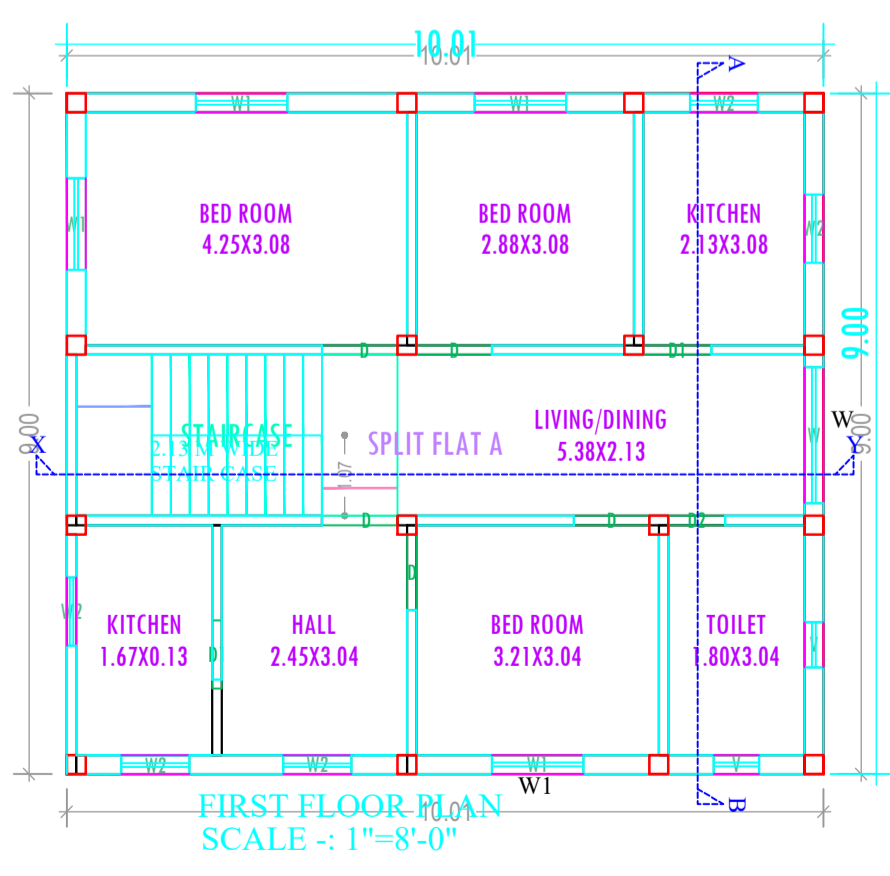 10.01
10.01
A
W1
W1
W2
BED ROOM
4.25X3.08
BED ROOM
2.88X3.08
KITCHEN
2.13X3.08
W1
W2
9.00
D
D
D1
LIVING/DINING
5.38X2.13
W
W
9.00
9.00
X
Y
STAIRCASE
2.13 M WIDE
STAIR CASE
1.07
SPLIT FLAT A
D
D
D2
D
W2
KITCHEN
1.67X0.13
D
HALL
2.45X3.04
BED ROOM
3.21X3.04
TOILET
1.80X3.04
V
W2
W2
W1
V
W1
B
FIRST FLOOR PLAN
10.01
SCALE -: 1"=8'-0"